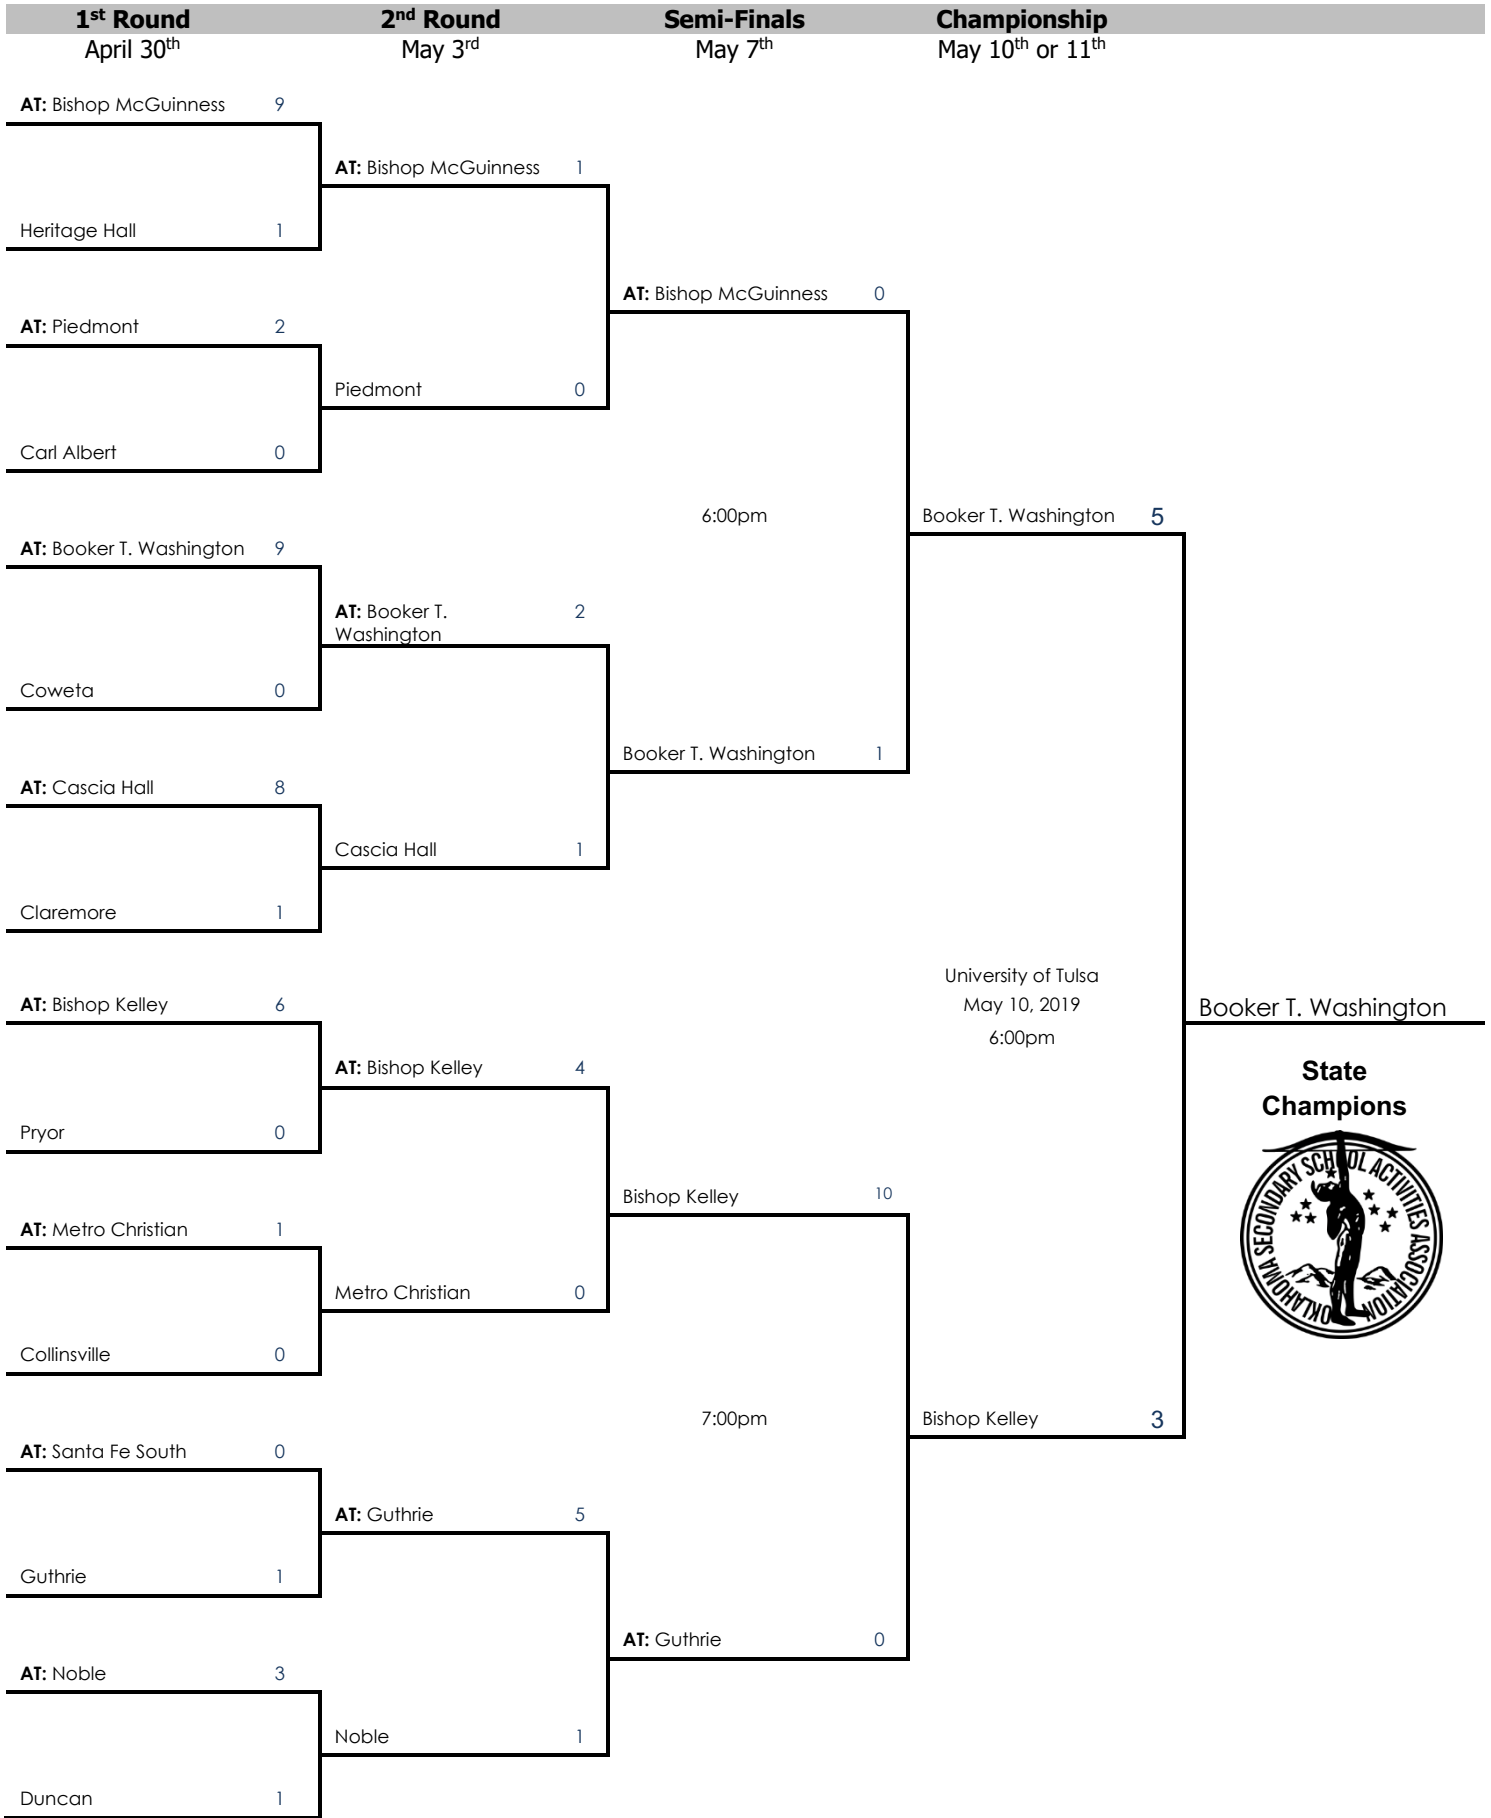 1st Round 2nd Round Semi-Finals Championship
April 30th May 3rd May 7th May 10th or 11th
AT: Bishop McGuinness 9
AT: Bishop McGuinness 1
Heritage Hall 1
AT: Bishop McGuinness 0
AT: Piedmont 2
Piedmont 0
Carl Albert 0
6:00pm
Booker T. Washington 5
AT: Booker T. Washington 9
AT: Booker T. 2
Washington
Coweta 0
Booker T. Washington 1
AT: Cascia Hall 8
Cascia Hall 1
Claremore 1
University of Tulsa
AT: Bishop Kelley 6
May 10, 2019
Booker T. Washington
6:00pm
AT: Bishop Kelley 4
State
Champions
Pryor 0
OKLAHOMA SECONDARY SCHOOL ACTIVITIES ASSOCIATION
Bishop Kelley 10
AT: Metro Christian 1
Metro Christian 0
Collinsville 0
7:00pm
Bishop Kelley 3
AT: Santa Fe South 0
AT: Guthrie 5
Guthrie 1
AT: Guthrie 0
AT: Noble 3
Noble 1
Duncan 1